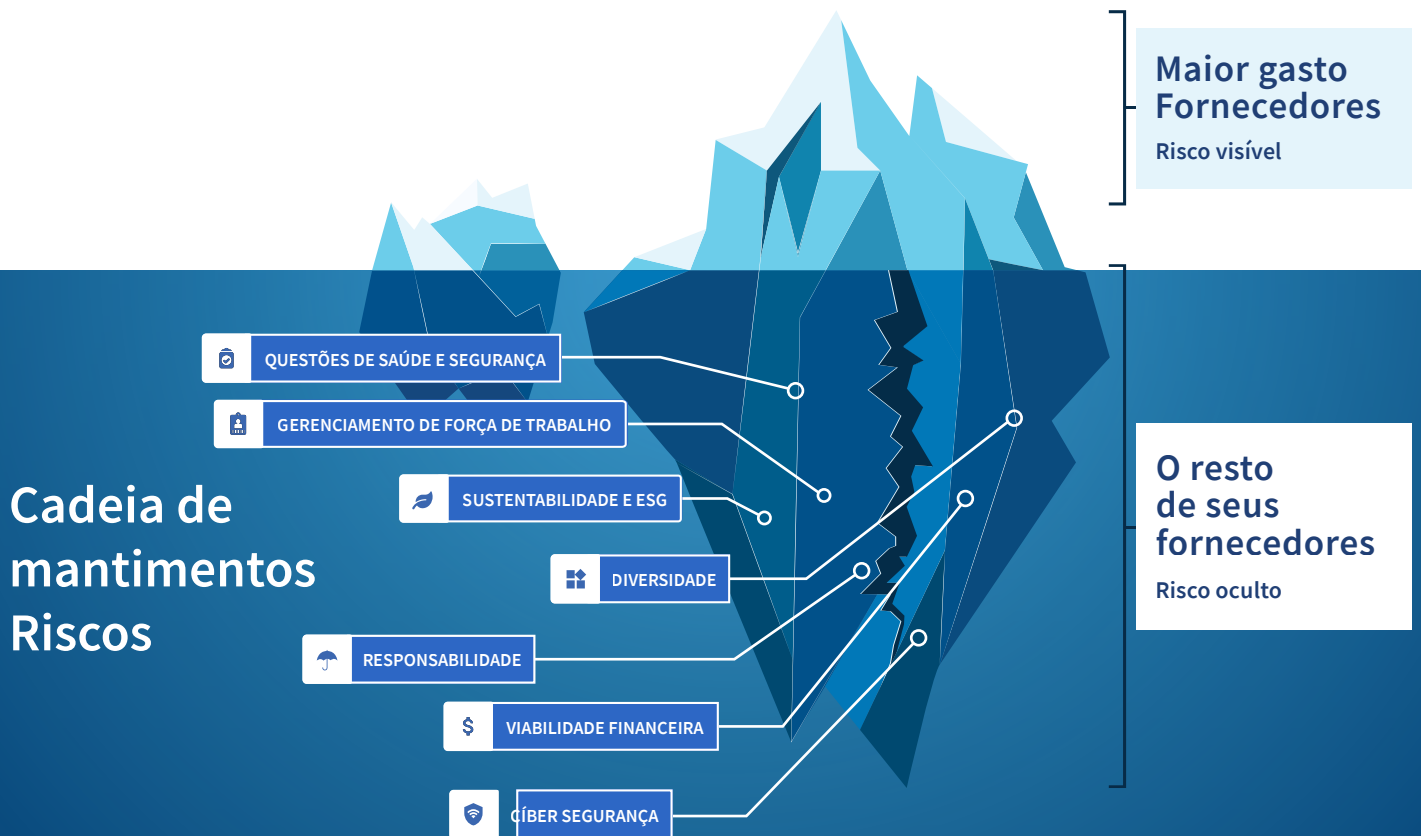 Maior gasto
Fornecedores
Risco visível
QUESTÕES DE SAÚDE E SEGURANÇA
GERENCIAMENTO DE FORÇA DE TRABALHO
SUSTENTABILIDADE E ESG
DIVERSIDADE
RESPONSABILIDADE
VIABILIDADE FINANCEIRA
$
CÍBER SEGURANÇA
Cadeia de
mantimentos
Riscos
O resto
de seus
fornecedores
Risco oculto